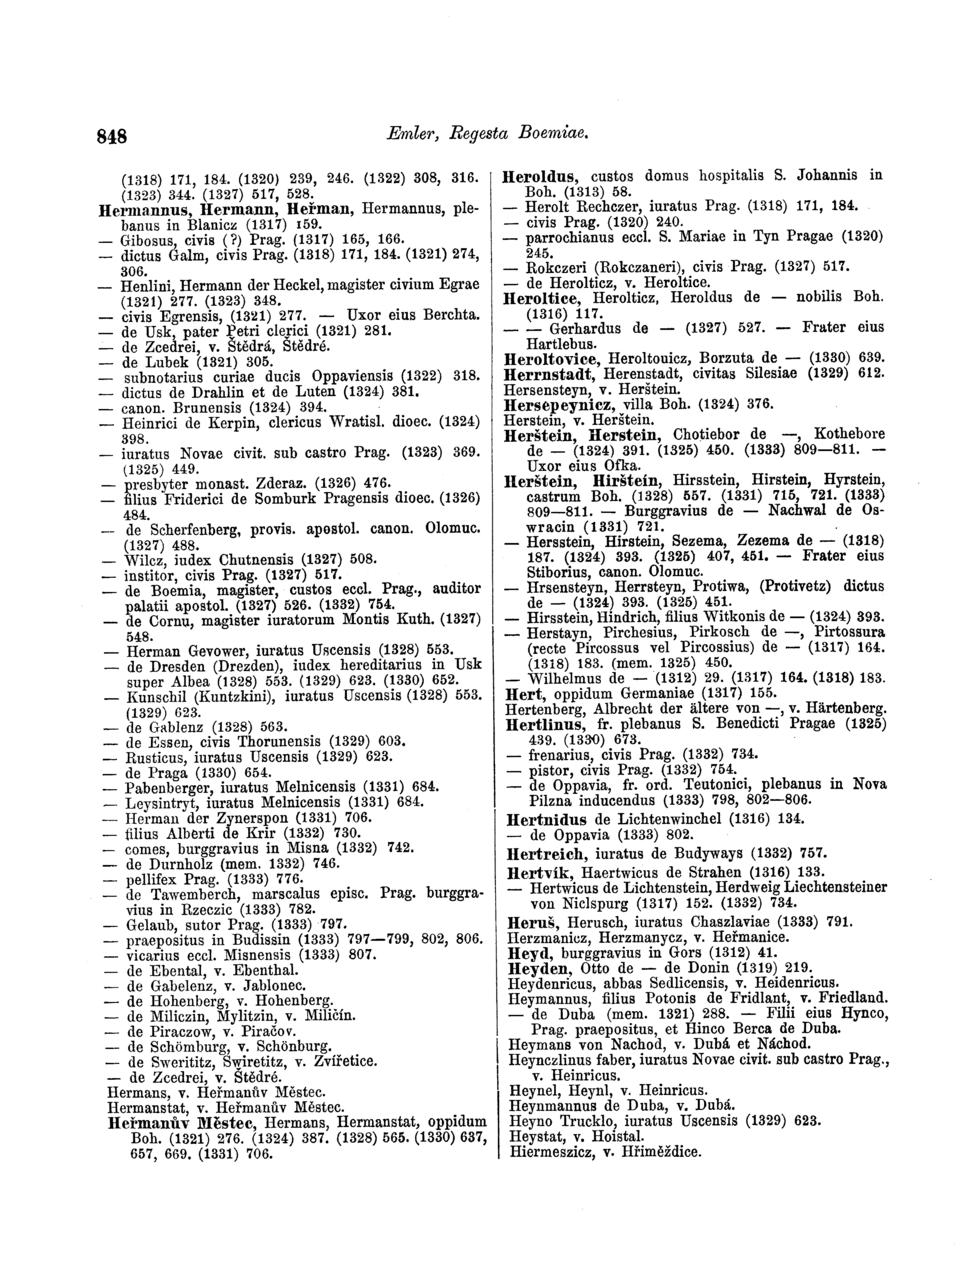 848
Emler, Regesta Boemiae.
(1318) 171, 184. (1320) 239, 246. (1322) 308, 316.
(1323) 344. (1327) 517, 528.
Hermannus, Hermann, Heřman, Hermannus, ple-
banus in Blanicz (1317) 159.
— Gibosus, civis (?) Prag. (1317) 165, 166.
— dictus Galm, civis Prag. (1318) 171, 184. (1321) 274,
306.
— Henlini, Hermann der Heckel, magister civium Egrae
(1321) 277. (1323) 348.
— civis Egrensis, (1321) 277. — Uxor eius Berchta.
— de Usk, pater Petri clerici (1321) 281.
— de Zcedrei, v. Štědrá, Štědré.
— de Lubek (1321) 305.
— subnotarius curiae ducis Oppaviensis (1322) 318.
— dictus de Drahlin et de Luten (1324) 381.
— canon. Brunensis (1324) 394.
— Heinrici de Kerpin, clericus Wratisl. dioec. (1324)
398.
— iuratus Novae civit. sub castro Prag. (1323) 369.
(1325) 449.
— presbyter monast. Zderaz. (1326) 476.
— filius Friderici de Somburk Pragensis dioec. (1326)
484.
— de Scherfenberg, provis. apostol. canon. Olomuc.
(1327) 488.
— Wilcz, iudex Chutnensis (1327) 508.
— institor, civis Prag. (1327) 517.
— de Boemia, magister, custos eccl. Prag., auditor
palatii apostol. (1327) 526. (1332) 754.
— de Cornu, magister iuratorum Montis Kuth. (1327)
548.
— Herman Gevower, iuratus Uscensis (1328) 553.
— de Dresden (Drezden), iudex hereditarius in Usk
super Albea (1328) 553. (1329) 623. (1330) 652.
— Kunschil (Kuntzkini), iuratus Uscensis (1328) 553.
(1329) 623.
— de Gablenz (1328) 563.
— de Essen, civis Thorunensis (1329) 603.
— Rusticus, iuratus Uscensis (1329) 623.
— de Praga (1330) 654.
— Pabenberger, iuratus Melnicensis (1331) 684.
— Leysintryt, iuratus Melnicensis (1331) 684.
— Herman der Zynerspon (1331) 706.
— filius Alberti de Krir (1332) 730.
— comes, burggravius in Misna (1332) 742.
— de Durnholz (mem. 1332) 746.
— pellifex Prag. (1333) 776.
— de Tawemberch, marscalus episc. Prag. burggra-
vius in Rzeczic (1333) 782.
— Gelaub, sutor Prag. (1333) 797.
— praepositus in Budissin (1333) 797—799, 802, 806.
— vicarius eccl. Misnensis (1333) 807.
— de Ebental, v. Ebenthal.
— de Gabelenz, v. Jablonec.
— de Hohenberg, v. Hohenberg.
— de Miliczin, Mylitzin, v. Miličín.
— de Piraczow, v. Piračov.
— de Schömburg, v. Schönburg.
— de Swerititz, Swiretitz, v. Zvířetice.
— de Zcedrei, v. Štědré.
Hermans, v. Heřmanův Městec.
Hermanstat, v. Heřmanův Městec.
Heřmanův Městec, Hermans, Hermanstat, oppidum
Boh. (1321) 276. (1324) 387. (1328) 565. (1330) 637,
657, 669. (1331) 706.
Heroldus, custos domus hospitalis S. Johannis in
Boh. (1313) 58.
— Herolt Rechczer, iuratus Prag. (1318) 171, 184.
— civis Prag. (1320) 240.
— parrochianus eccl. S. Mariae in Tyn Pragae (1320)
245.
— Rokczeri (Rokczaneri), civis Prag. (1327) 517.
— de Herolticz, v. Heroltice.
Heroltice, Herolticz, Heroldus de — nobilis Boh.
(1316) 117.
— — Gerhardus de — (1327) 527. — Frater eius
Hartlebus.
Heroltovice, Heroltouicz, Borzuta de — (1330) 639.
Herrnstadt, Herenstadt, civitas Silesiae (1329) 612.
Hersensteyn, v. Herštein.
Hersepeynicz, villa Boh. (1324) 376.
Herstein, v. Herštein.
Herštein, Herstein, Chotiebor de —, Kothebore
de — (1324) 391. (1325) 450. (1333) 809—811. —
Uxor eius Ofka.
Herštein, Hirštein, Hirsstein, Hirstein, Hyrstein,
castrum Boh. (1328) 557. (1331) 715, 721. (1333)
809—811. — Burggravius de — Nachwal de Os-
wracin (1331) 721.
— Hersstein, Hirstein, Sezema, Zezema de — (1318)
187. (1324) 393. (1325) 407, 451. — Frater eius
Stiborius, canon. Olomuc.
— Hrsensteyn, Herrsteyn, Protiwa, (Protivetz) dictus
de — (1324) 393. (1325) 451.
— Hirsstein, Hindrich, filius Witkonis de — (1324) 393.
— Herstayn, Pirchesius, Pirkosch de —, Pirtossura
(recte Pircossus vel Pircossius) de — (1317) 164.
(1318) 183. (mem. 1325) 450.
— Wilhelmus de — (1312) 29. (1317) 164. (1318) 183.
Hert, oppidum Germaniae (1317) 155.
Hertenberg, Albrecht der ältere von —, v. Härtenberg.
Hertlinus, fr. plebanus S. Benedicti Pragae (1325)
439. (1330) 673.
— frenarius, civis Prag. (1332) 734.
— pistor, civis Prag. (1332) 754.
— de Oppavia, fr. ord. Teutonici, plebanus in Nova
Pilzna inducendus (1333) 798, 802—806.
Hertnidus de Lichtenwinchel (1316) 134.
— de Oppavia (1333) 802.
Hertreich, iuratus de Budyways (1332) 757.
Hertvík, Haertwicus de Strahen (1316) 133.
— Hertwicus de Lichtenstein, Herdweig Liechtensteiner
von Niclspurg (1317) 152. (1332) 734.
Heruš, Herusch, iuratus Chaszlaviae (1333) 791.
Herzmanicz, Herzmanycz, v. Heřmanice.
Heyd, burggravius in Gors (1312) 41.
Heyden, Otto de — de Donin (1319) 219.
Heydenricus, abbas Sedlicensis, v. Heidenricus.
Heymannus, filius Potonis de Fridlant, v. Friedland.
— de Duba (mem. 1321) 288. — Filii eius Hynco,
Prag. praepositus, et Hinco Berca de Duba.
Heymans von Nachod, v. Dubá et Náchod.
Heynczlinus faber, iuratus Novae civit. sub castro Prag.,
v. Heinricus.
Heynel, Heynl, v. Heinricus.
Heynmannus de Duba, v. Dubá.
Heyno Trucklo, iuratus Uscensis (1329) 623.
Heystat, v. Hoistal.
Hiermeszicz, v. Hříměždice.